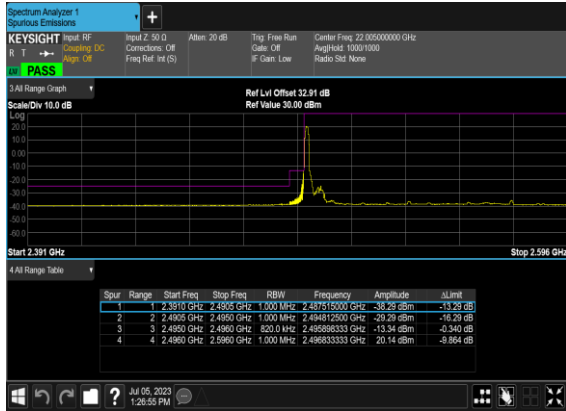 Spectrum Analyzer 1
Spurious Emissions
+
KEYSIGHT Input: RF Input Z: 50 Ω Atten: 20 dB Trig: Free Run Center Freq: 22.005000000 GHz
R T Coupling: DC Corrections: Off Gate: Off Avg|Hold: 1000/1000
Align: Off Freq Ref: Int (S) IF Gain: Low Radio Std: None
PASS
3 All Range Graph
Ref Lvl Offset 32.91 dB
Scale/Div 10.0 dB Ref Value 30.00 dBm
Log
20.0
10.0
0.00
-10.0
-20.0
-30.0
-40.0
-50.0
-60.0
Start 2.391 GHz Stop 2.596 GHz
4 All Range Table
Spur Range Start Freq Stop Freq RBW Frequency Amplitude ΔLimit
1 1 2.3910 GHz 2.4905 GHz 1.000 MHz 2.487515000 GHz -38.29 dBm -13.29 dB
2 2 2.4905 GHz 2.4950 GHz 1.000 MHz 2.494812500 GHz -29.29 dBm -16.29 dB
3 3 2.4950 GHz 2.4960 GHz 820.0 kHz 2.495898333 GHz -13.34 dBm -0.340 dB
4 4 2.4960 GHz 2.5960 GHz 1.000 MHz 2.496833333 GHz 20.14 dBm -9.864 dB
?
Jul 05, 2023
1:26:55 PM